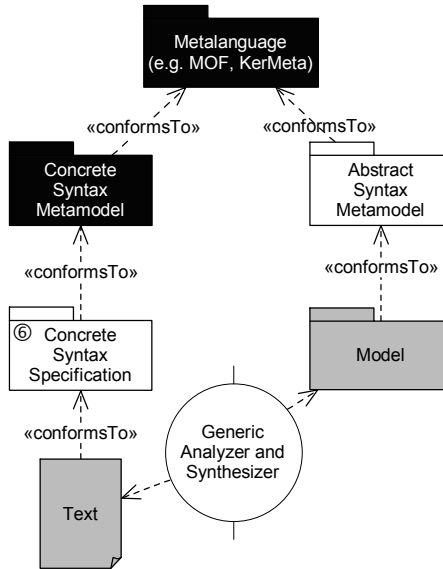 Metalanguage
(e.g. MOF, KerMeta)
«conformsTo»
«conformsTo»
Concrete
Syntax
Metamodel
Abstract
Syntax
Metamodel
«conformsTo»
«conformsTo»
⑥ Concrete
Syntax
Specification
Model
«conformsTo»
Generic
Analyzer and
Synthesizer
Text